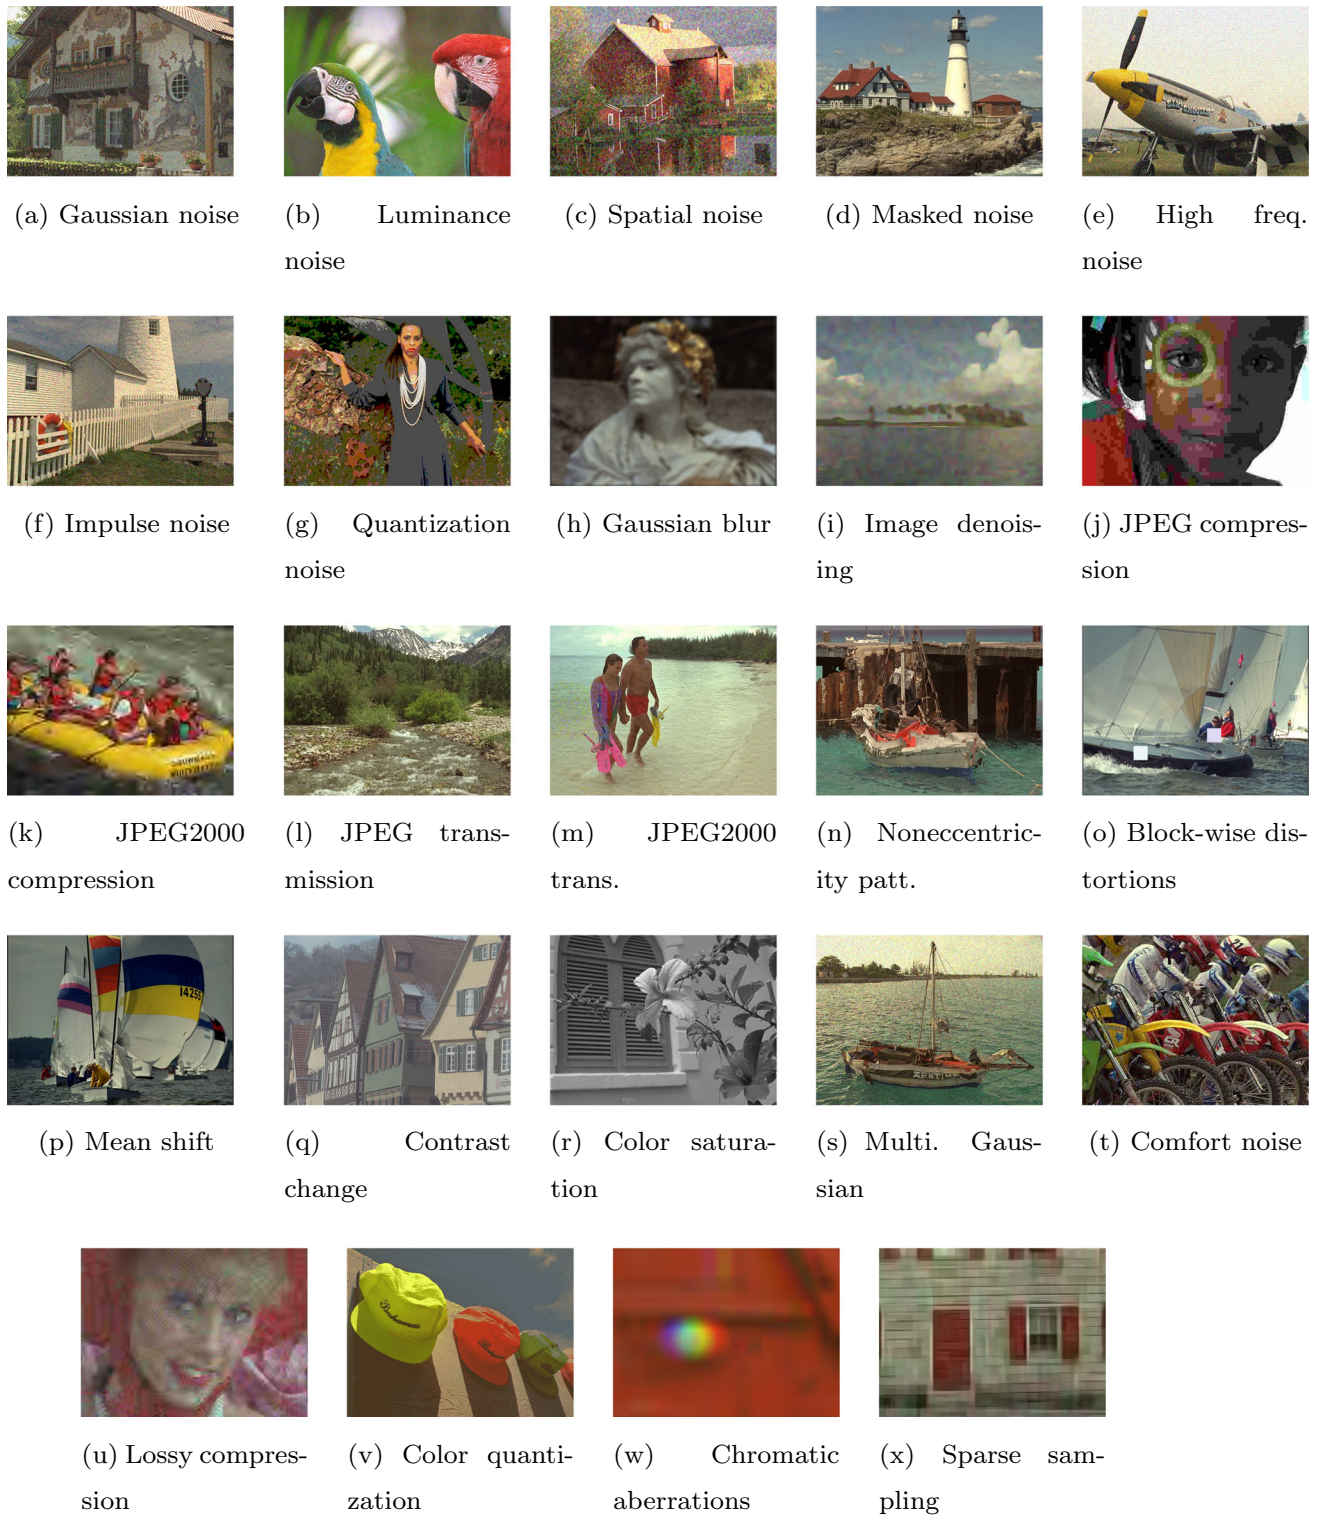 (a) Gaussian noise
(b) Luminance
noise
(c) Spatial noise
(d) Masked noise
(e) High freq.
noise
(f) Impulse noise
(g) Quantization
noise
(h) Gaussian blur
(i) Image denois-
ing
(j) JPEG compres-
sion
(k) JPEG2000
compression
(l) JPEG trans-
mission
(m) JPEG2000
trans.
(n) Noneccentric-
ity patt.
(o) Block-wise dis-
tortions
14255
(p) Mean shift
(q) Contrast
change
(r) Color satura-
tion
(s) Multi. Gaus-
sian
21
(t) Comfort noise
(u) Lossy compres-
sion
(v) Color quanti-
zation
(w) Chromatic
aberrations
(x) Sparse sam-
pling